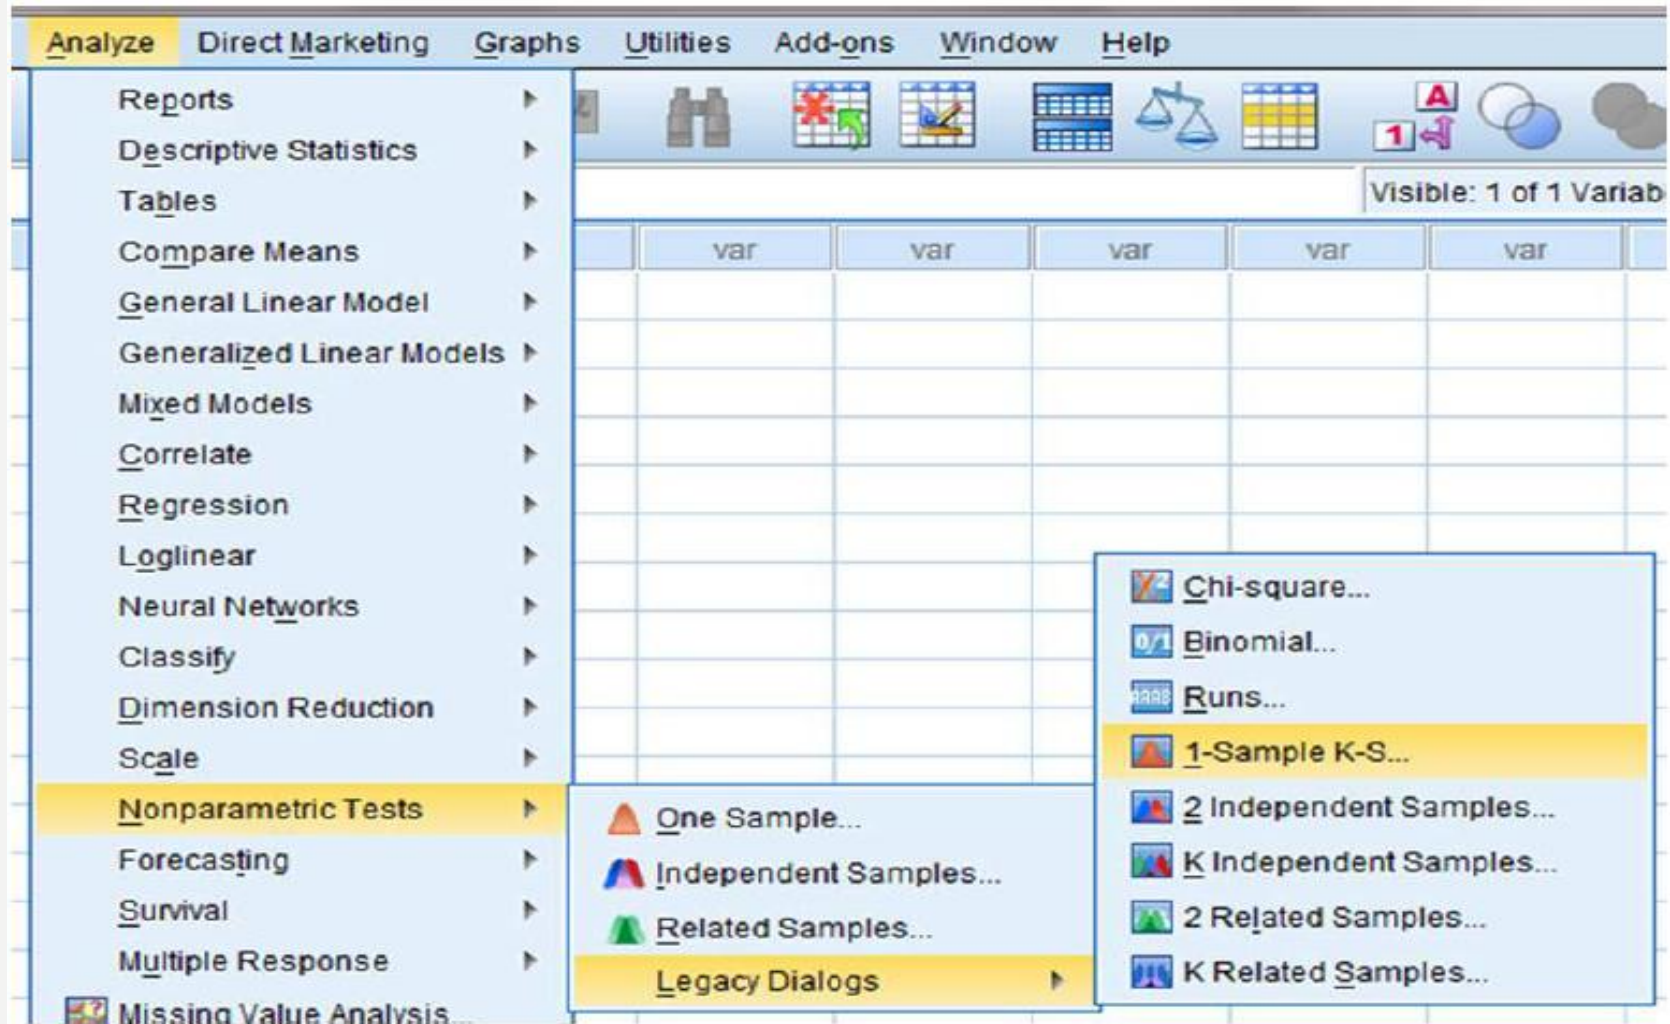 Analyze Direct Marketing Graphs Utilities Add-ons Window Help
Reports
Descriptive Statistics
Tables
Compare Means
General Linear Model
Generalized Linear Models
Mixed Models
Correlate
Regression
Loglinear
Neural Networks
Classify
Dimension Reduction
Scale
Nonparametric Tests
Forecasting
Survival
Multiple Response
Missing Value Analysis...
A
1
Visible: 1 of 1 Variab
var var var var var
One Sample...
Independent Samples...
Related Samples...
Legacy Dialogs
Chi-square...
0/1 Binomial...
Runs...
1-Sample K-S...
2 Independent Samples...
K Independent Samples...
2 Related Samples...
K Related Samples...